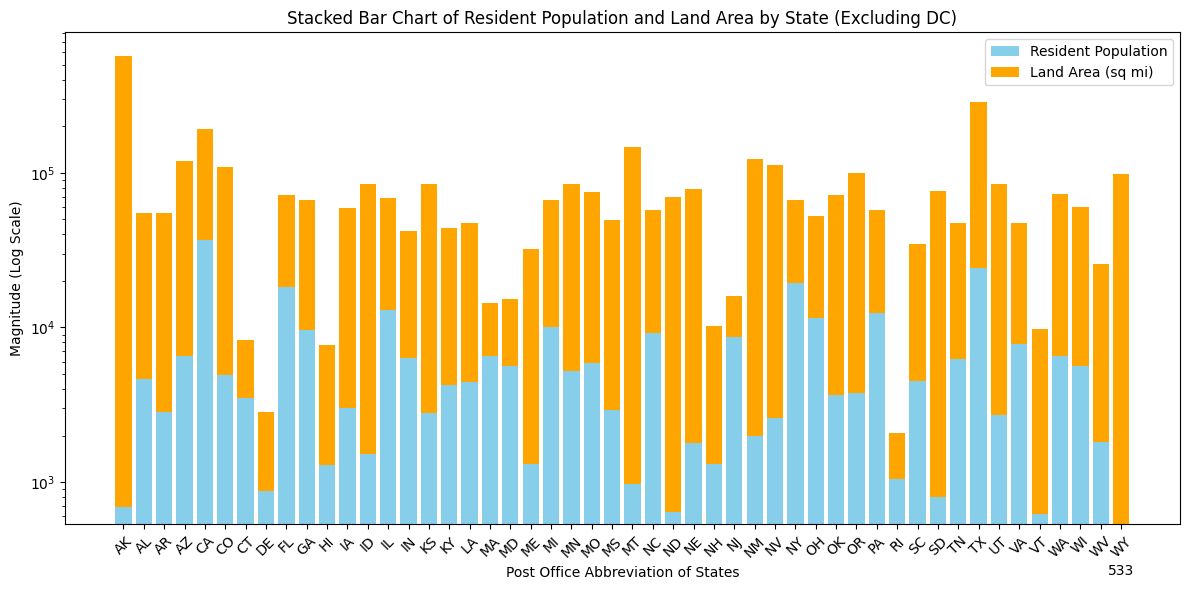 Stacked Bar Chart of Resident Population and Land Area by State (Excluding DC)
Resident Population
Land Area (sq mi)
Magnitude (Log Scale)
10^5
10^4
10^3
AK AL AR AZ CA CO CT DE FL GA HI IA ID IL IN KS KY LA MA MD ME MI MN MO MS MT NC ND NE NH NJ NM NV NY OH OK OR PA RI SC SD TN TX UT VA VT WA WI WV WY
Post Office Abbreviation of States
533